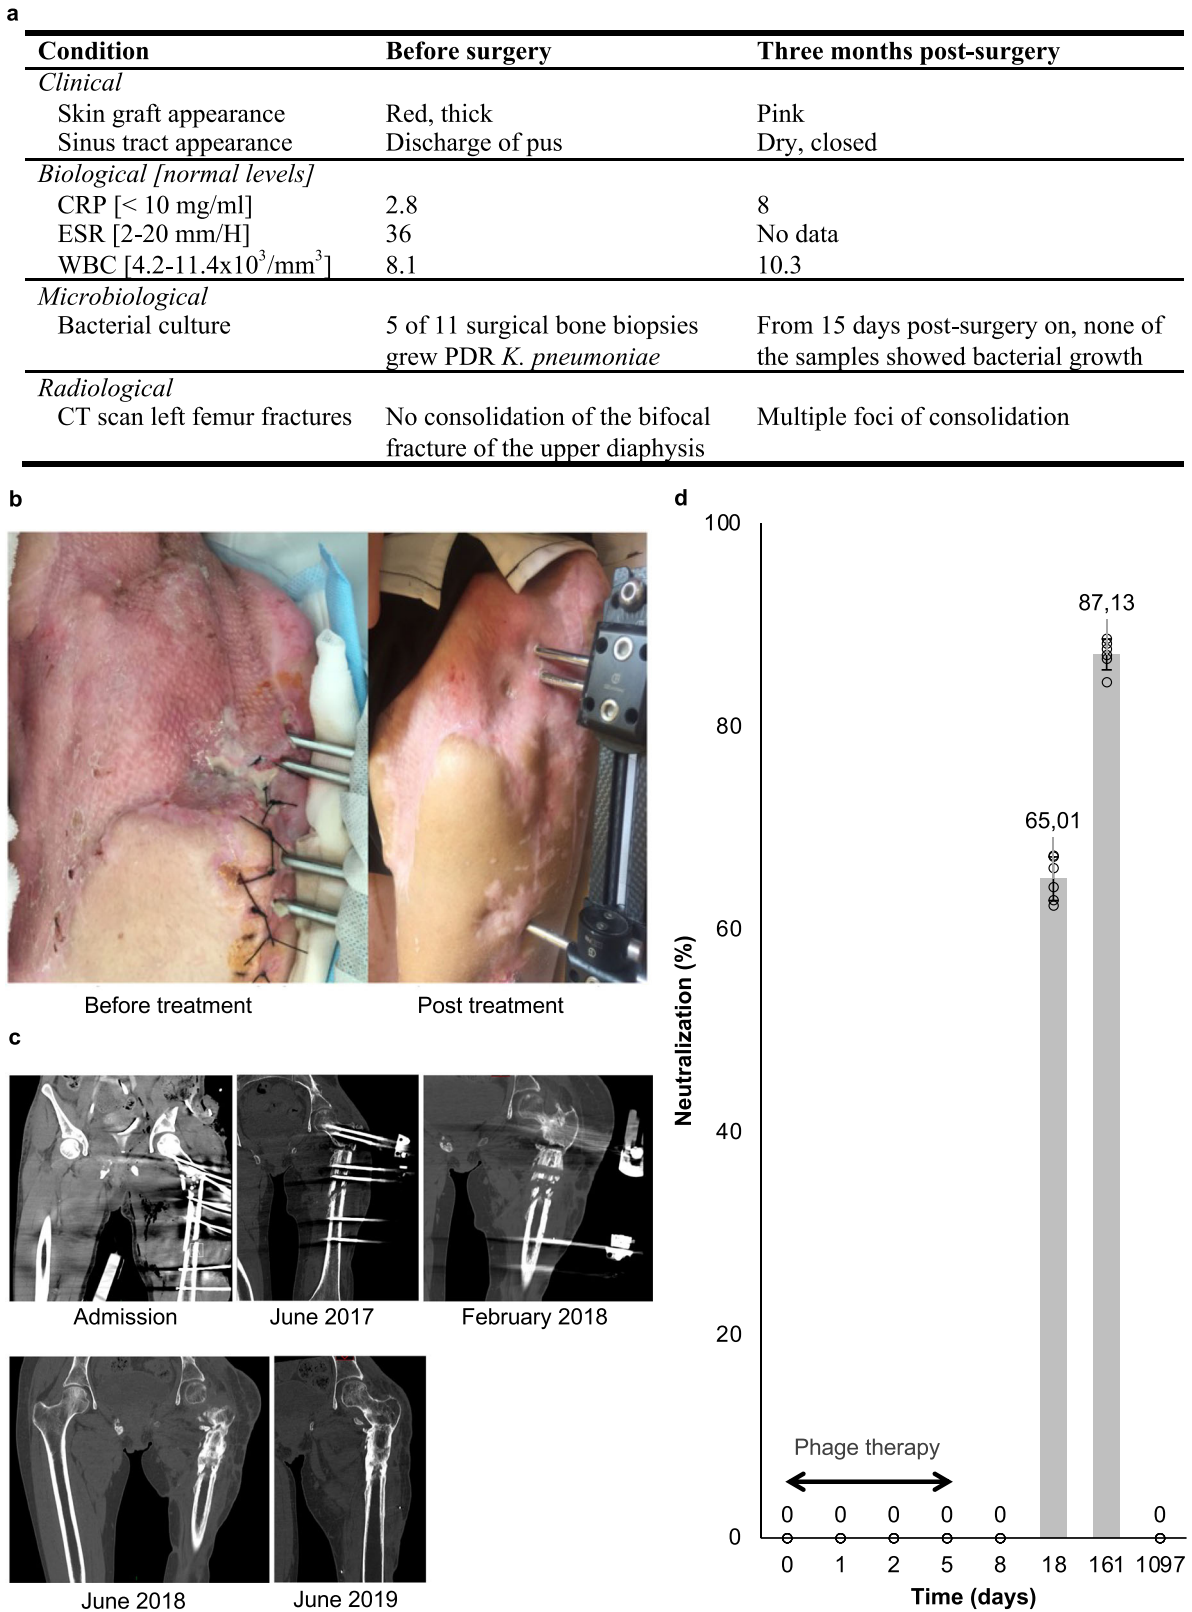 a
Condition Before surgery Three months post-surgery
Clinical
Skin graft appearance Red, thick Pink
Sinus tract appearance Discharge of pus Dry, closed
Biological [normal levels]
CRP [< 10 mg/ml] 2.8 8
ESR [2-20 mm/H] 36 No data
WBC [4.2-11.4x10³/mm³] 8.1 10.3
Microbiological
Bacterial culture 5 of 11 surgical bone biopsies From 15 days post-surgery on, none of
grew PDR K. pneumoniae the samples showed bacterial growth
Radiological
CT scan left femur fractures No consolidation of the bifocal Multiple foci of consolidation
fracture of the upper diaphysis
b
Before treatment Post treatment
c
Admission June 2017 February 2018
June 2018 June 2019
d
Neutralization (%)
100
80
60
40
20
0
87,13
65,01
Phage therapy
0 0 0 0 0 0
0 1 2 5 8 18 161 1097
Time (days)